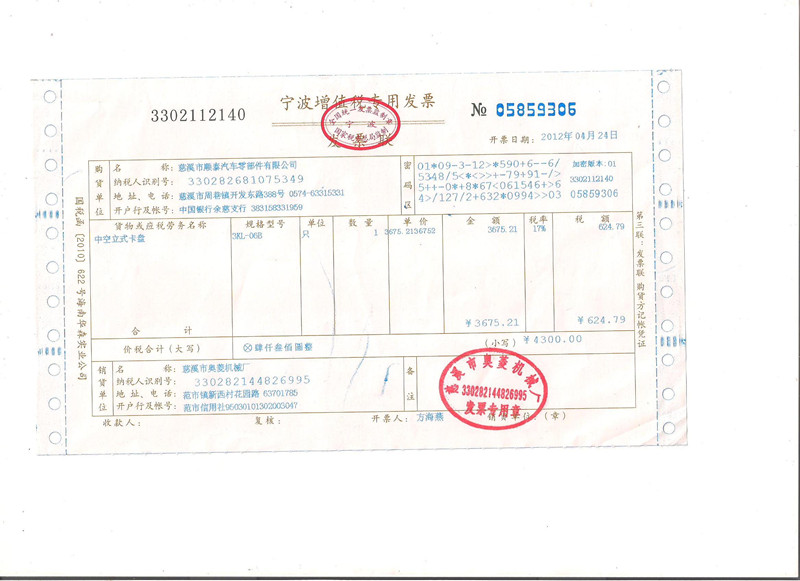 宁波增值税专用发票
发票联
3302112140
№ 05859306
全国统一发票监制章
宁波
国家税务总局监制
开票日期: 2012年04月24日
购货单位
名 称: 慈溪市顺泰汽车零部件有限公司
纳税人识别号: 330282681075349
地 址、电 话: 慈溪市周巷镇开发东路388号 0574-63315331
开户行及帐号: 中国银行余慈支行 383158331959
密码区
01*09-3-12>*590+6--6/
5348/5<*<>>+-79+91-/>
5++-0*+8*67<061546+>6
4>/127/2+632*0994>>03
加密版本:01
3302112140
05859306
货物或应税劳务名称 规格型号 单位 数 量 单 价 金 额 税率 税 额
中空立式卡盘 3KL-06B 只 1 3675.2136752 3675.21 17% 624.79
合 计 ¥3675.21 ¥624.79
价税合计(大写) ⊗肆仟叁佰圆整 (小写) ¥4300.00
销货单位
名 称: 慈溪市奥菱机械厂
纳税人识别号: 330282144826995
地 址、电 话: 范市镇新西村花园路 63701785
开户行及帐号: 范市信用社95030101302003047
备注
慈溪市奥菱机械厂
330282144826995
发票专用章
收款人: 复核: 开票人: 方海燕 销货单位:(章)
国税函[2010]622号海南华森实业公司
第三联:发票联 购货方记帐凭证